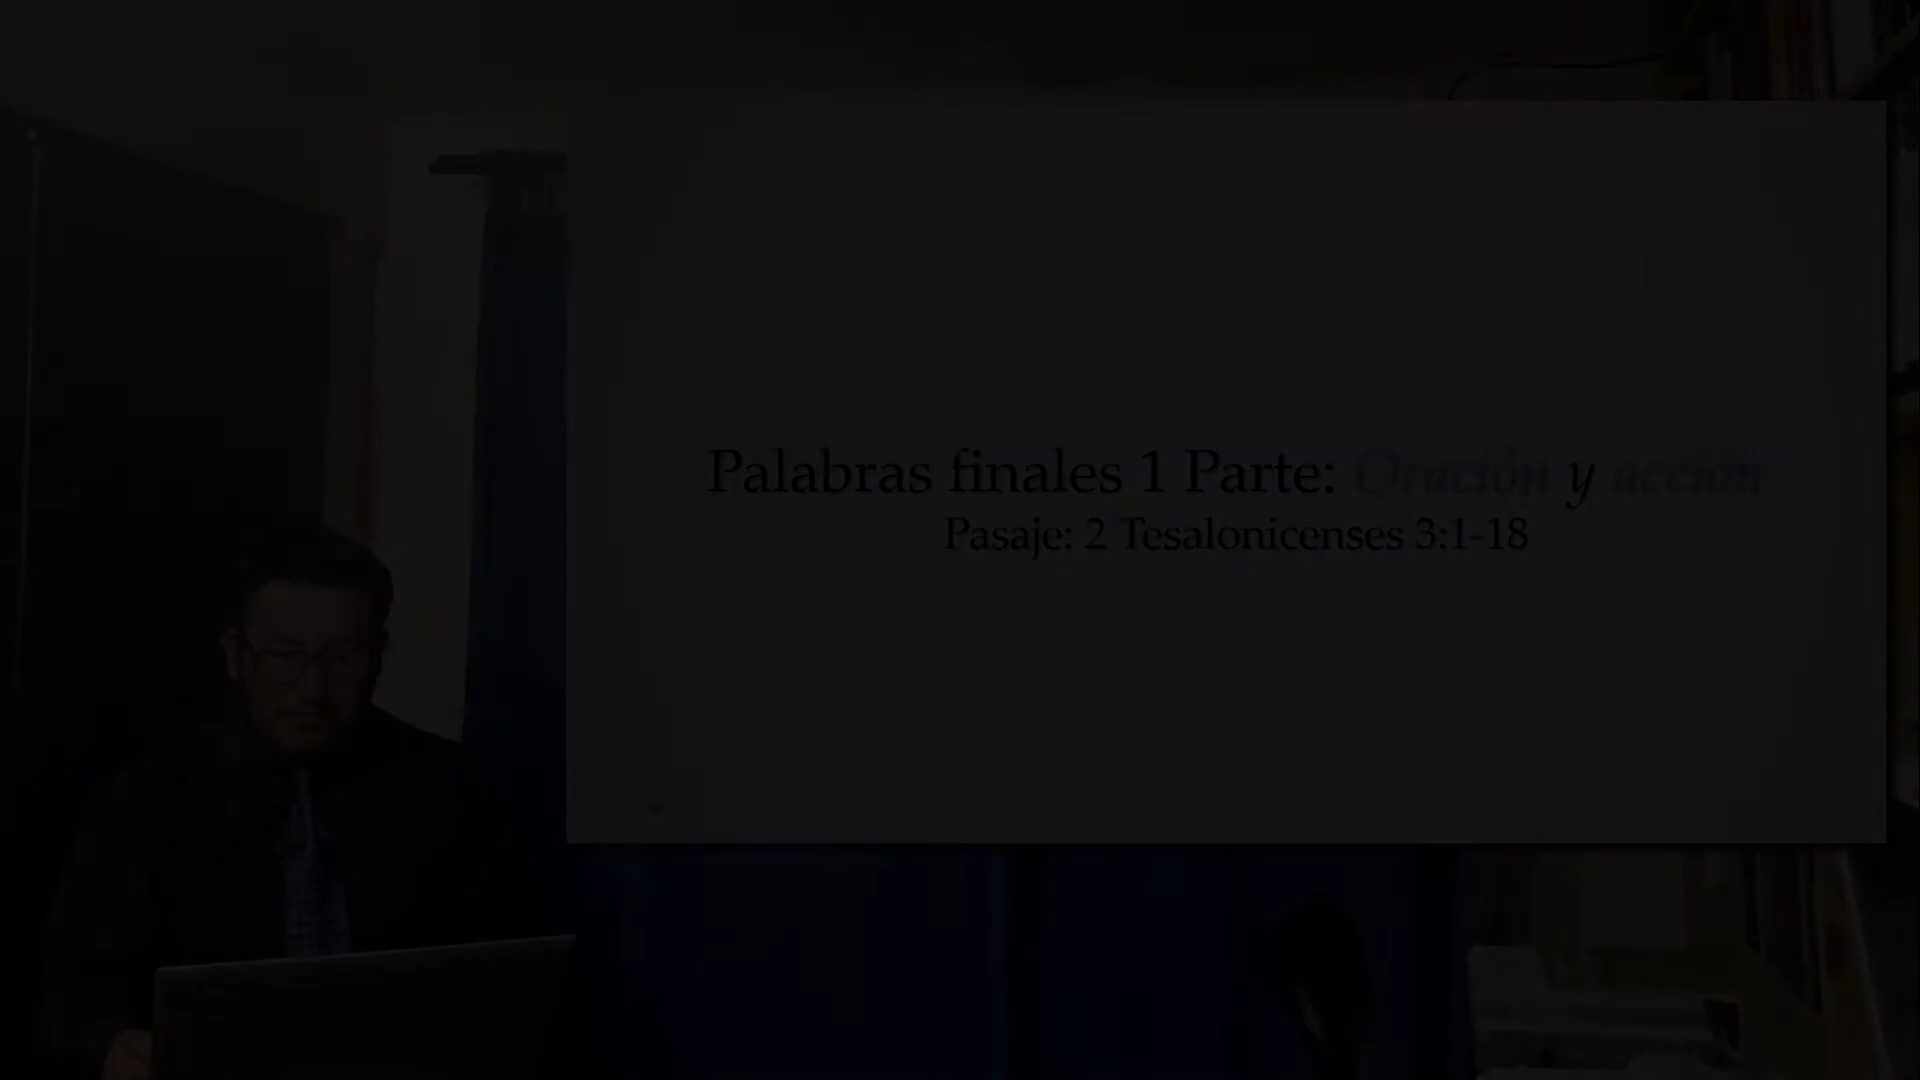 Palabras finales 1 Parte: Oración y acción
Pasaje: 2 Tesalonicenses 3:1-18